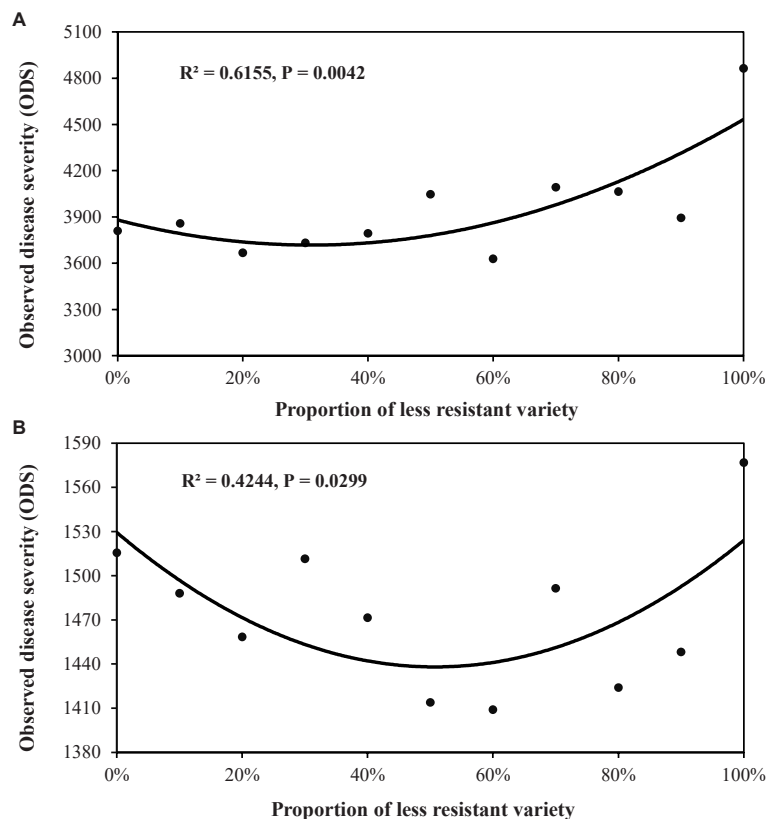 A
5100
4800
4500
4200
3900
3600
3300
3000
Observed disease severity (ODS)
R² = 0.6155, P = 0.0042
0% 20% 40% 60% 80% 100%
Proportion of less resistant variety
B
1590
1560
1530
1500
1470
1440
1410
1380
Observed disease severity (ODS)
R² = 0.4244, P = 0.0299
0% 20% 40% 60% 80% 100%
Proportion of less resistant variety